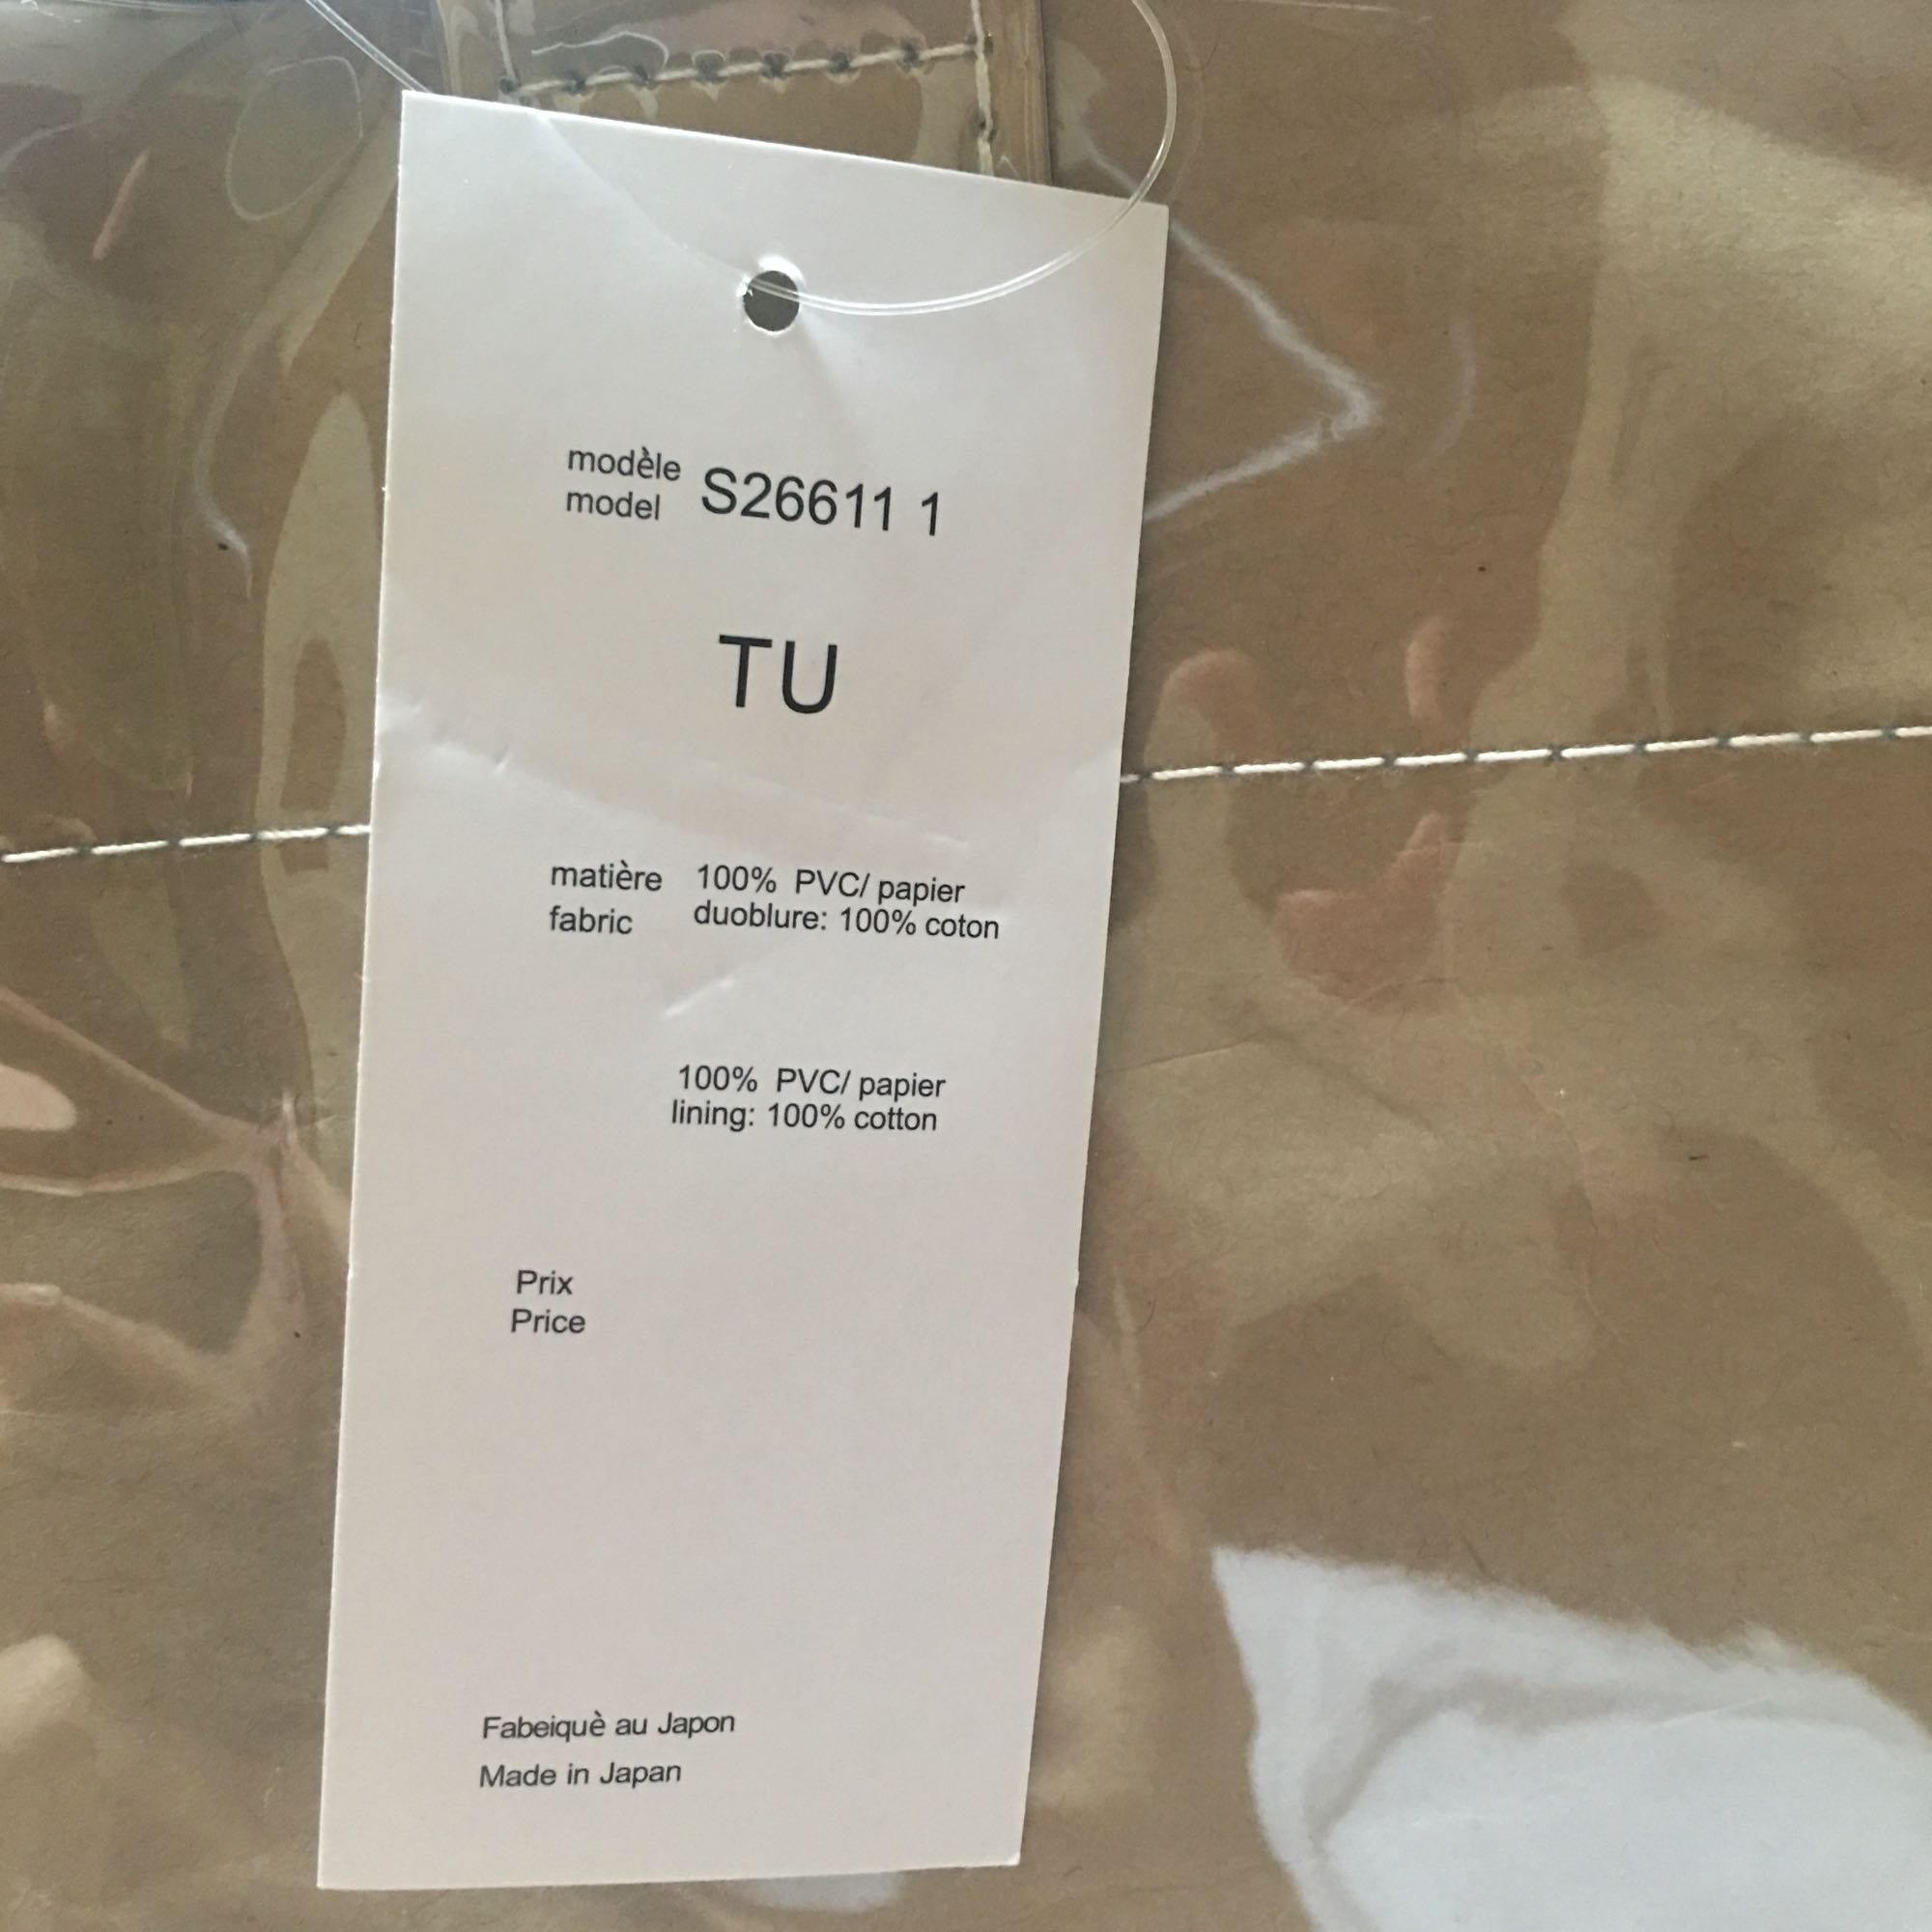 modèle
model S26611 1
TU
matière 100% PVC/ papier
fabric duoblure: 100% coton
100% PVC/ papier
lining: 100% cotton
Prix
Price
Fabeiquè au Japon
Made in Japan